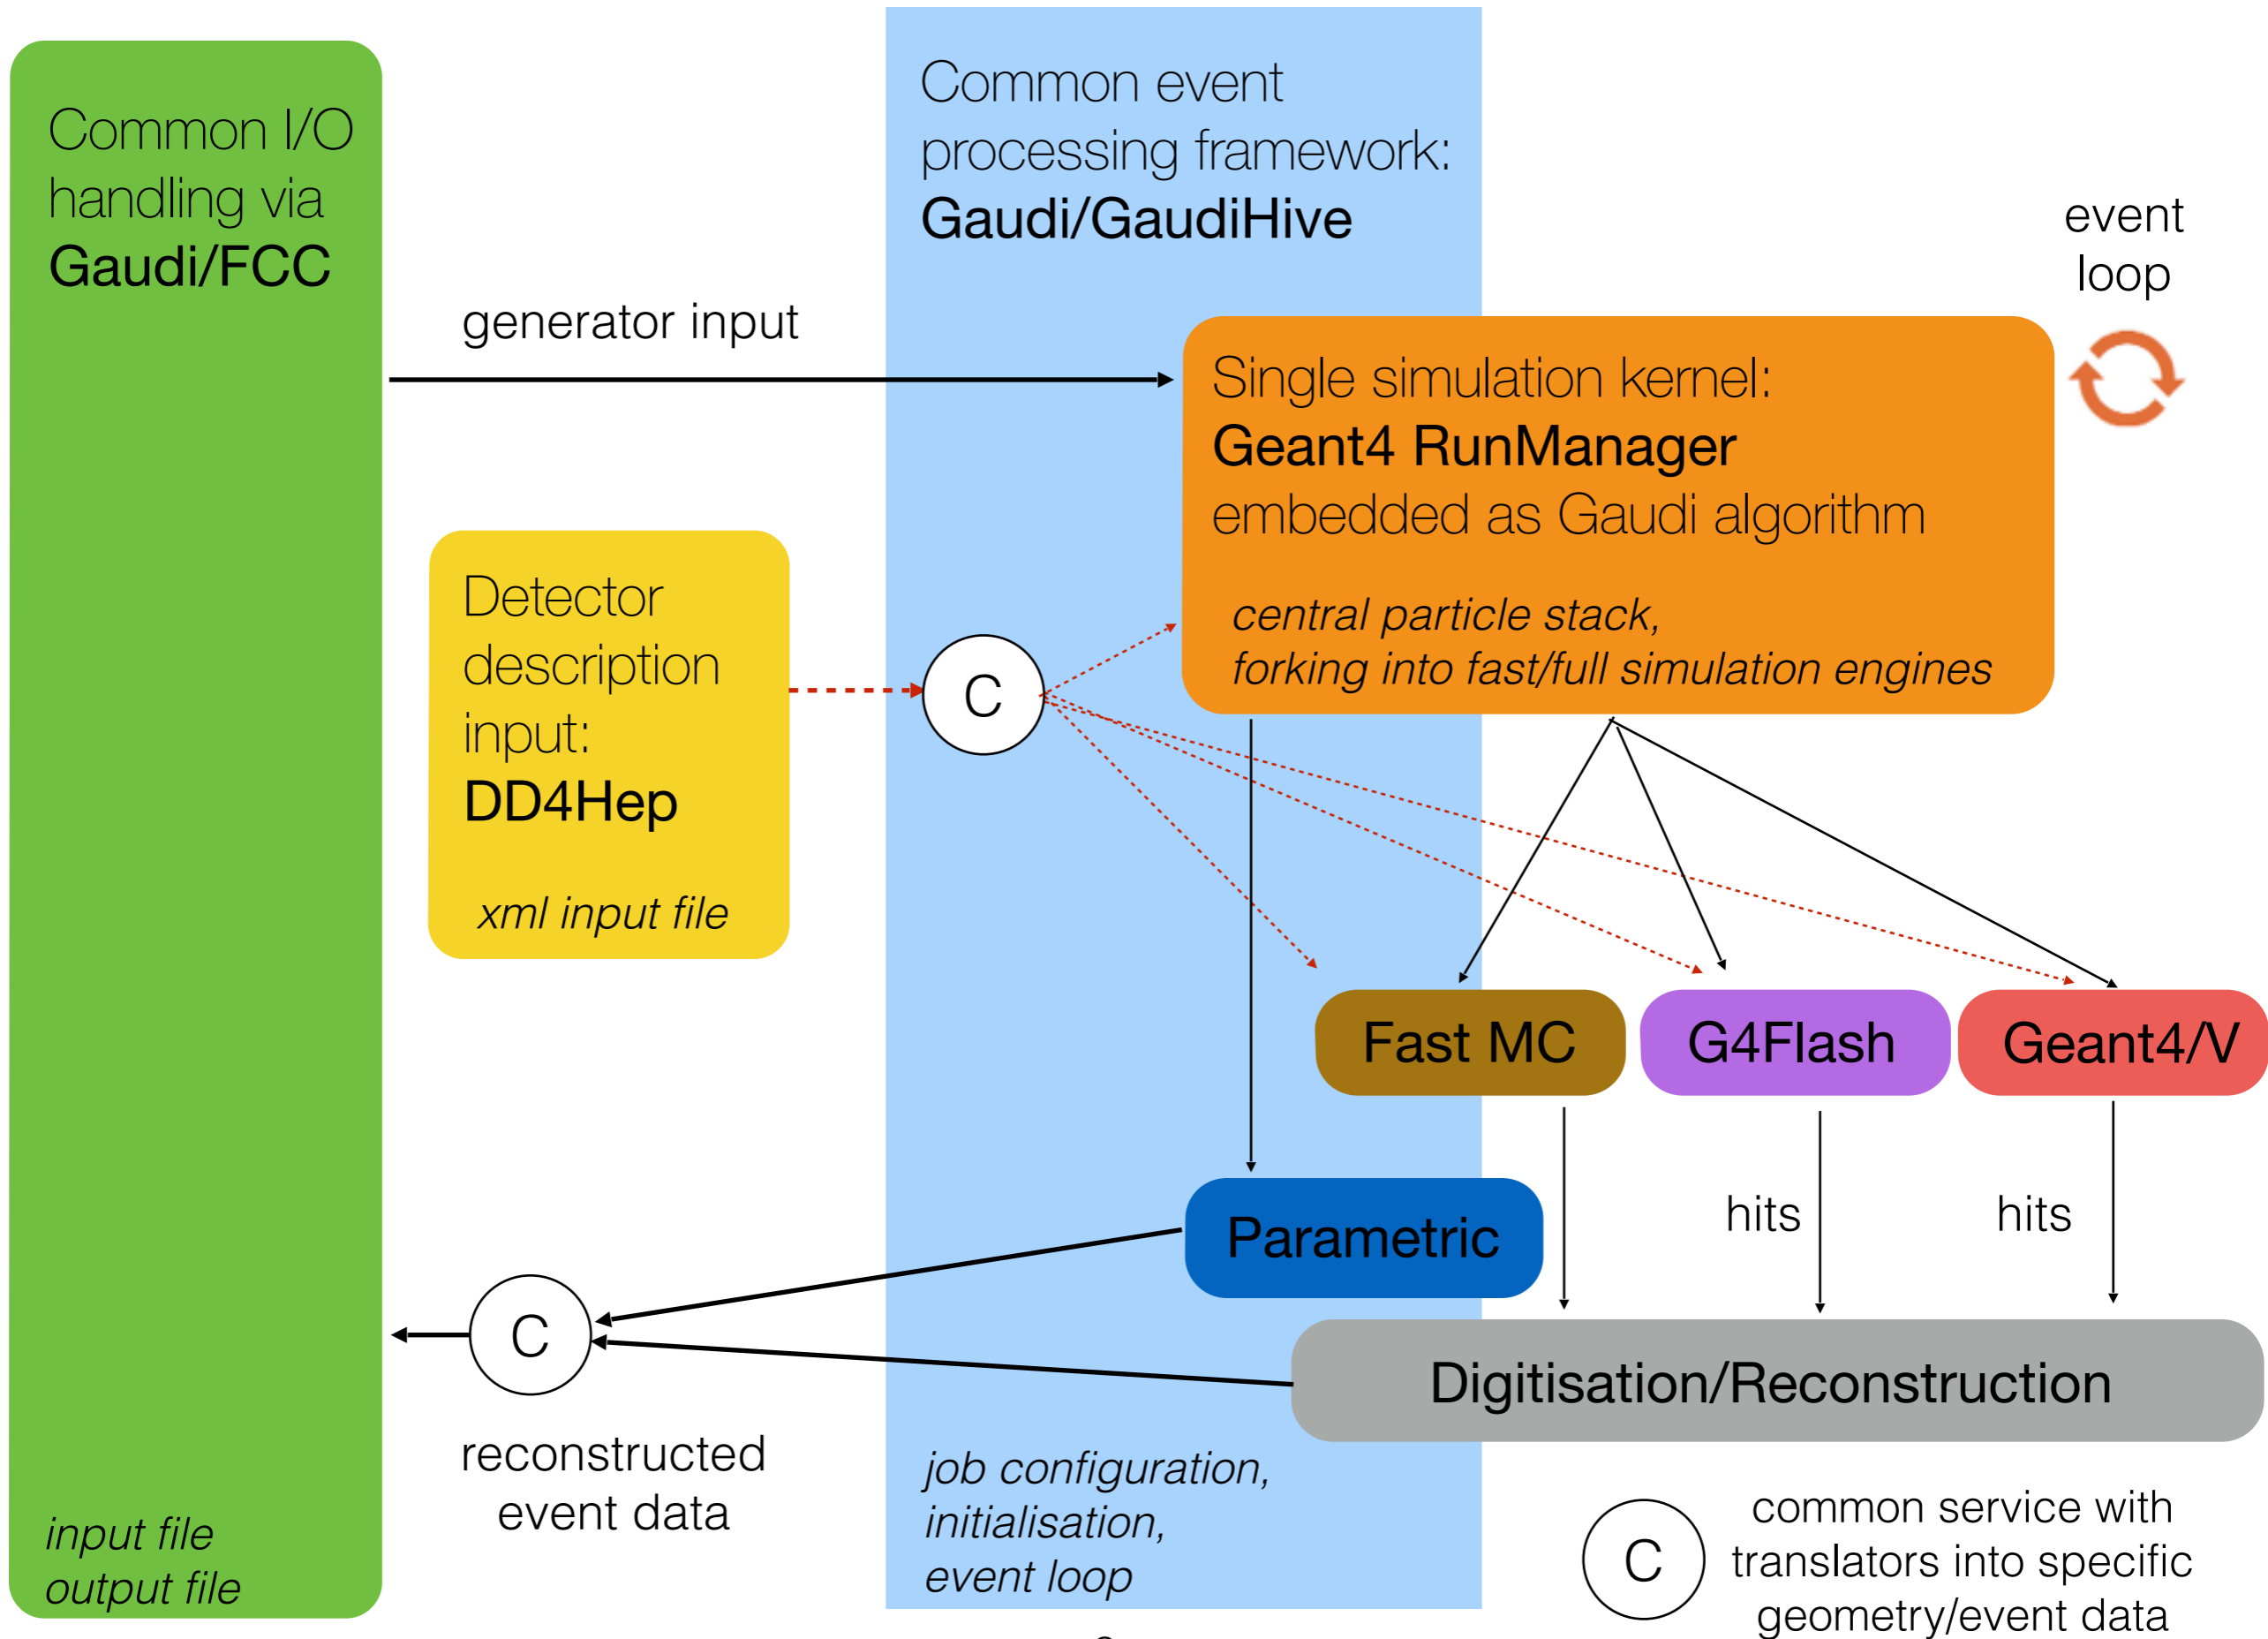 Common I/O
handling via
Gaudi/FCC
input file
output file
generator input
Detector
description
input:
DD4Hep
xml input file
Common event
processing framework:
Gaudi/GaudiHive
event
loop
Single simulation kernel:
Geant4 RunManager
embedded as Gaudi algorithm
central particle stack,
forking into fast/full simulation engines
C
Fast MC
G4Flash
Geant4/V
Parametric
hits
hits
C
Digitisation/Reconstruction
reconstructed
event data
job configuration,
initialisation,
event loop
C
common service with
translators into specific
geometry/event data